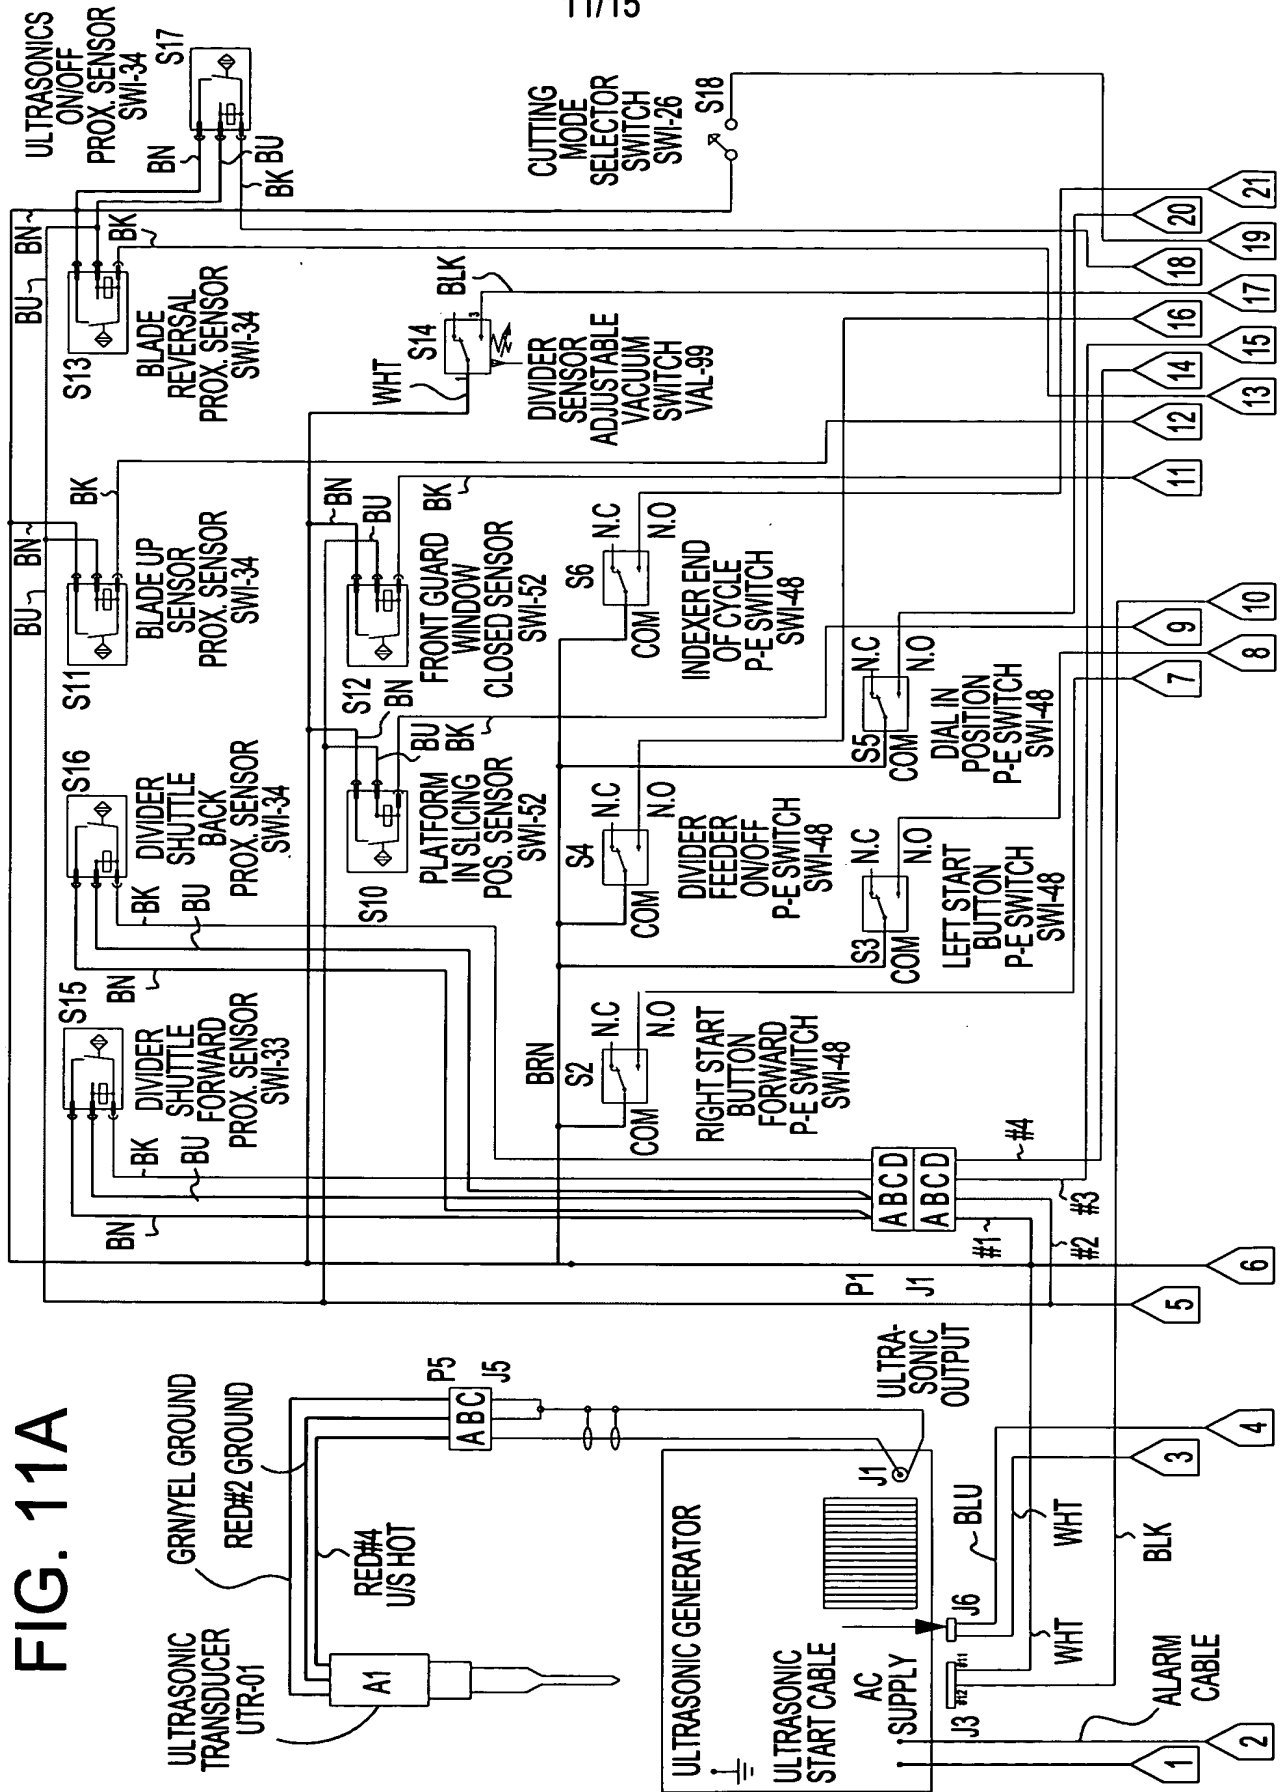 11/15
FIG. 11A
ULTRASONICS
ON/OFF
PROX. SENSOR
SWI-34
S17
BN
BU
BK
BN
BU
BK
S13
BLADE
REVERSAL
PROX. SENSOR
SWI-34
CUTTING
MODE
SELECTOR
SWITCH
SWI-26
S18
WHT
S14
BLK
1
3
DIVIDER
SENSOR
ADJUSTABLE
VACUUM
SWITCH
VAL-99
BU
BN
BK
S11
BLADE UP
SENSOR
PROX. SENSOR
SWI-34
BN
BU
BK
S12
FRONT GUARD
WINDOW
CLOSED SENSOR
SWI-52
S6
N.C
N.O
COM
INDEXER END
OF CYCLE
P-E SWITCH
SWI-48
S16
DIVIDER
SHUTTLE
BACK
PROX. SENSOR
SWI-34
BK
BU
BN
BN
BU
BK
S10
PLATFORM
IN SLICING
POS. SENSOR
SWI-52
S4
N.C
N.O
COM
DIVIDER
FEEDER
ON/OFF
P-E SWITCH
SWI-48
S5
N.C
N.O
COM
DIAL IN
POSITION
P-E SWITCH
SWI-48
S15
DIVIDER
SHUTTLE
FORWARD
PROX. SENSOR
SWI-33
BK
BU
BN
BRN
S2
N.C
N.O
COM
RIGHT START
BUTTON
FORWARD
P-E SWITCH
SWI-48
S3
N.C
N.O
COM
LEFT START
BUTTON
P-E SWITCH
SWI-48
A B C D
A B C D
P1
J1
#1
#2
#3
#4
GRN/YEL GROUND
RED#2 GROUND
RED#4
U/S HOT
ULTRASONIC
TRANSDUCER
UTR-01
A1
P5
J5
A B C
ULTRA-
SONIC
OUTPUT
J1
ULTRASONIC GENERATOR
ULTRASONIC
START CABLE
AC
SUPPLY
J3
#12
#11
J6
BLU
WHT
WHT
BLK
ALARM
CABLE
1
2
3
4
5
6
7
8
9
10
11
12
13
14
15
16
17
18
19
20
21